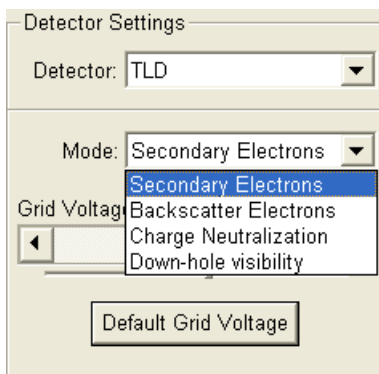 Detector Settings
Detector: TLD
Mode: Secondary Electrons
Secondary Electrons
Grid Voltag Backscatter Electrons
Charge Neutralization
Down-hole visibility
Default Grid Voltage